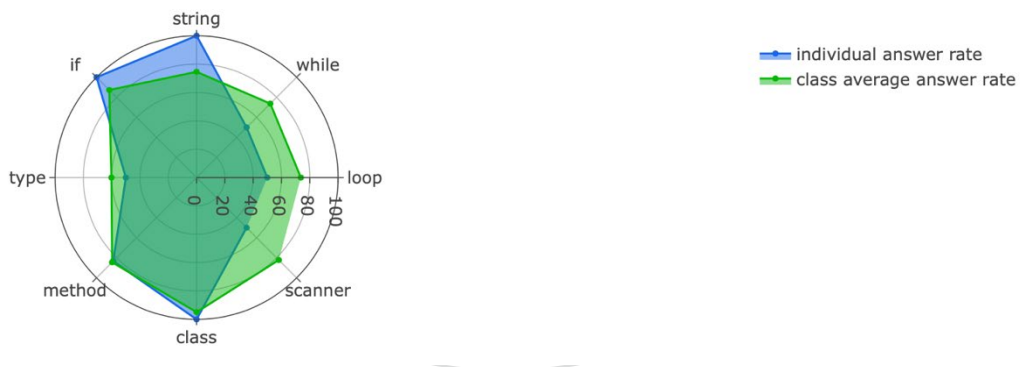 string
if
while
type
loop
0 20 40 60 80 100
method
scanner
class
individual answer rate
class average answer rate